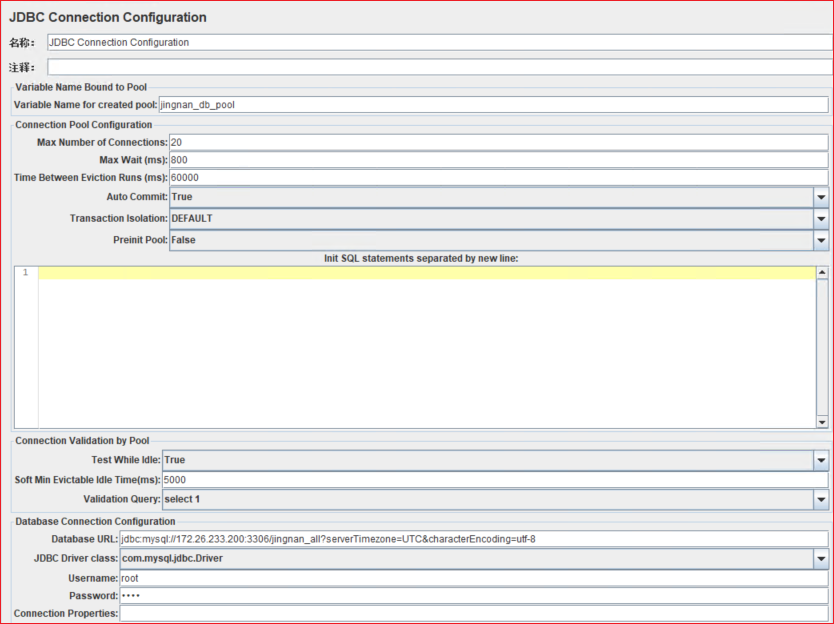 JDBC Connection Configuration
名称： JDBC Connection Configuration
注释：
Variable Name Bound to Pool
Variable Name for created pool: jingnan_db_pool
Connection Pool Configuration
Max Number of Connections: 20
Max Wait (ms): 800
Time Between Eviction Runs (ms): 60000
Auto Commit: True
Transaction Isolation: DEFAULT
Preinit Pool: False
Init SQL statements separated by new line:
1
Connection Validation by Pool
Test While Idle: True
Soft Min Evictable Idle Time(ms): 5000
Validation Query: select 1
Database Connection Configuration
Database URL: jdbc:mysql://172.26.233.200:3306/jingnan_all?serverTimezone=UTC&characterEncoding=utf-8
JDBC Driver class: com.mysql.jdbc.Driver
Username: root
Password: ••••
Connection Properties: